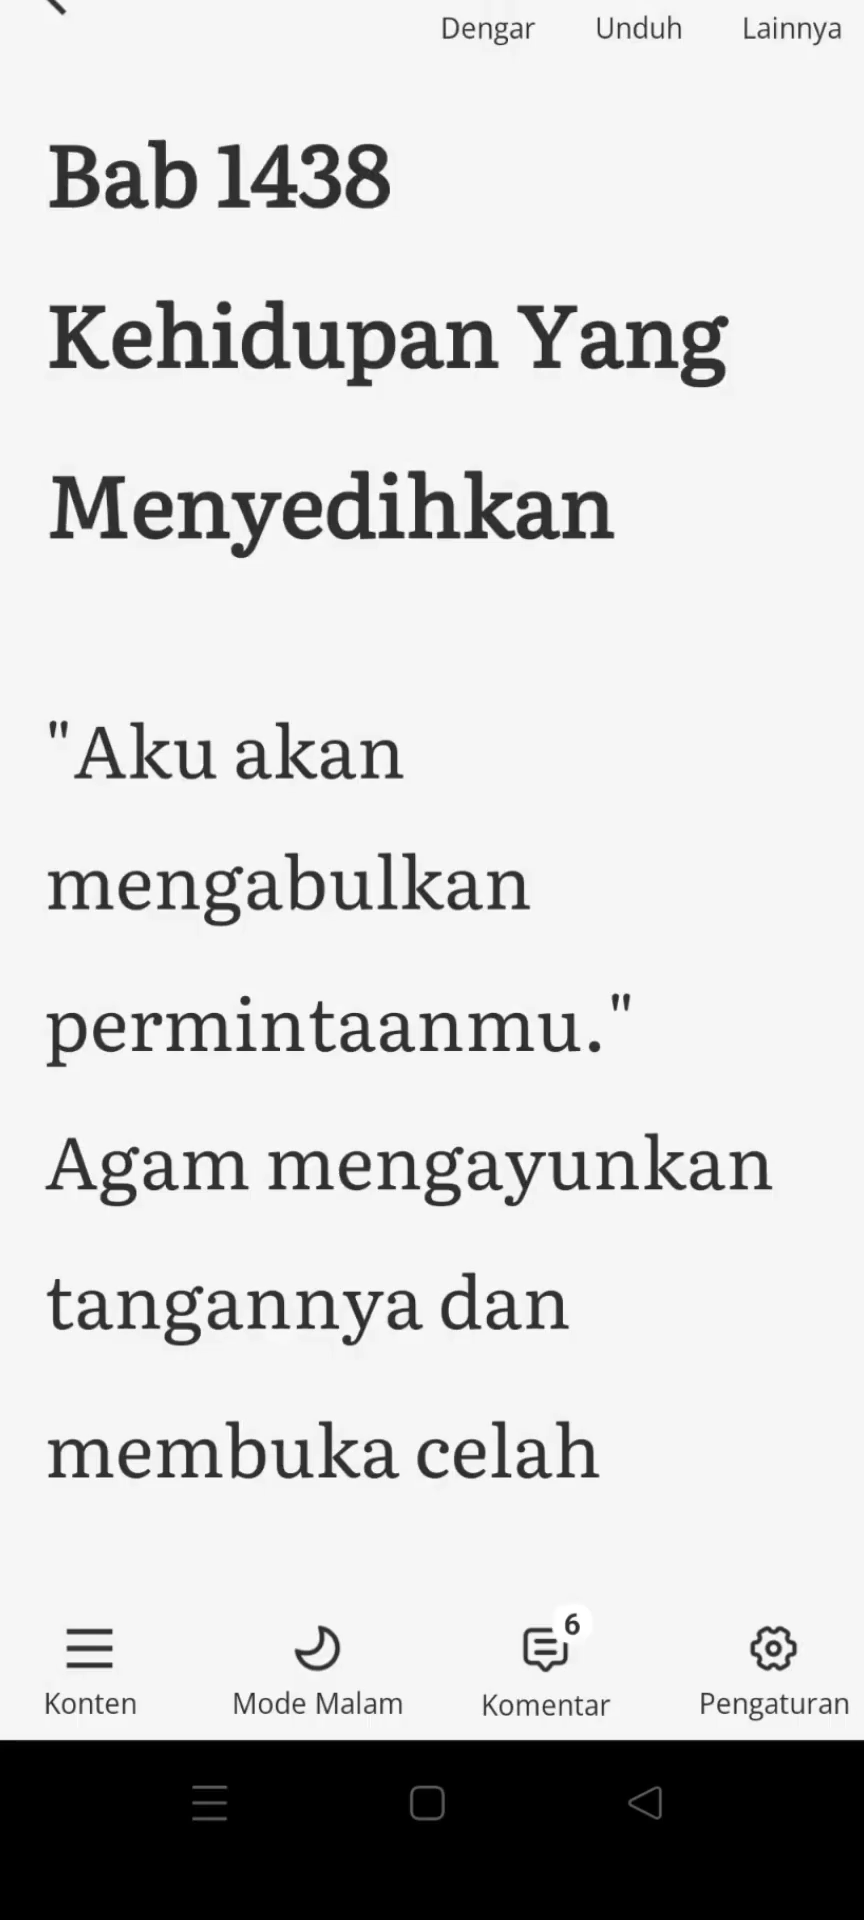 Dengar Unduh Lainnya
Bab 1438
Kehidupan Yang
Menyedihkan
"Aku akan
mengabulkan
permintaanmu."
Agam mengayunkan
tangannya dan
membuka celah
6
Konten Mode Malam Komentar Pengaturan